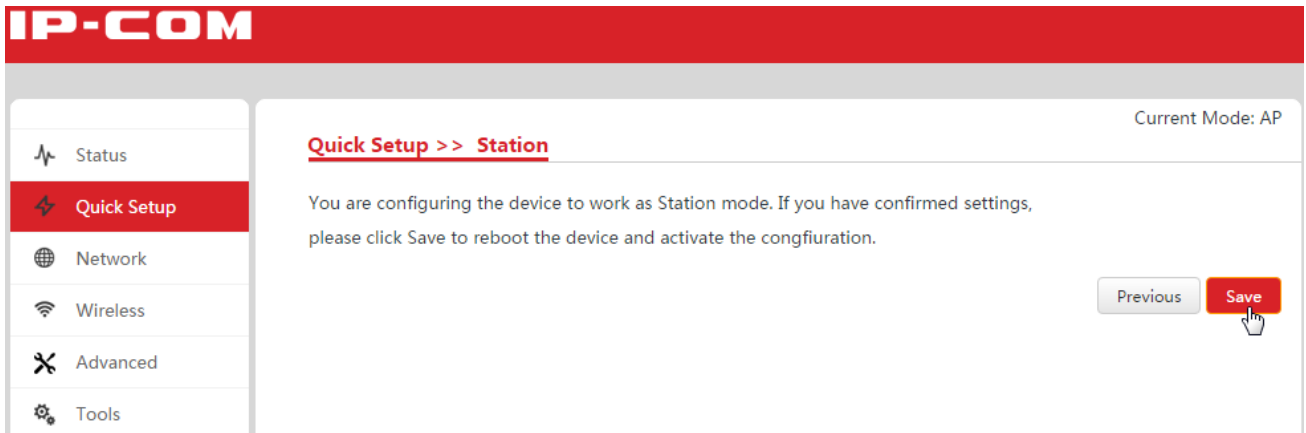 IP-COM
Current Mode: AP
Status
Quick Setup >> Station
Quick Setup
You are configuring the device to work as Station mode. If you have confirmed settings,
please click Save to reboot the device and activate the congfiuration.
Network
Wireless
Previous
Save
Advanced
Tools